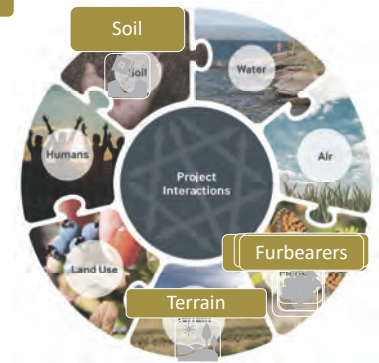 Soil
Soil
Water
Humans
Project
Interactions
Air
Furbearers
Land Use
Terrain